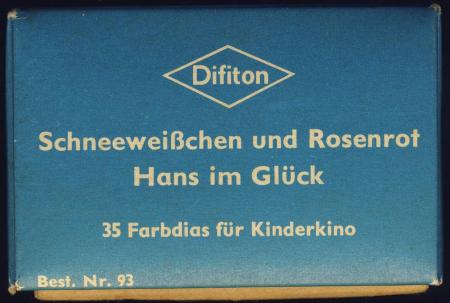 Difiton
Schneeweißchen und Rosenrot
Hans im Glück
35 Farbdias für Kinderkino
Best. Nr. 93